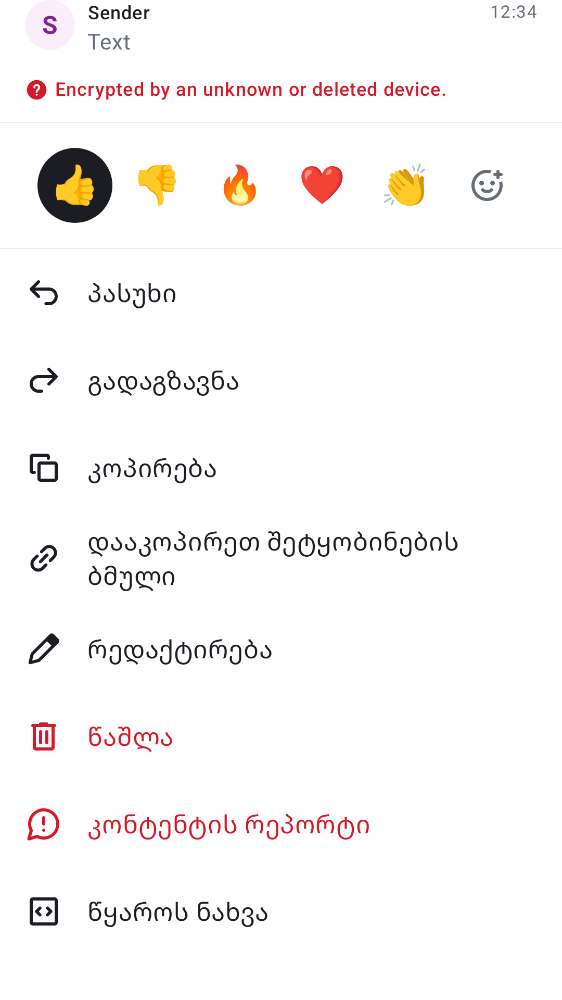 S
Sender
12:34
Text
Encrypted by an unknown or deleted device.
პასუხი
გადაგზავნა
კოპირება
დააკოპირეთ შეტყობინების
ბმული
რედაქტირება
წაშლა
კონტენტის რეპორტი
წყაროს ნახვა